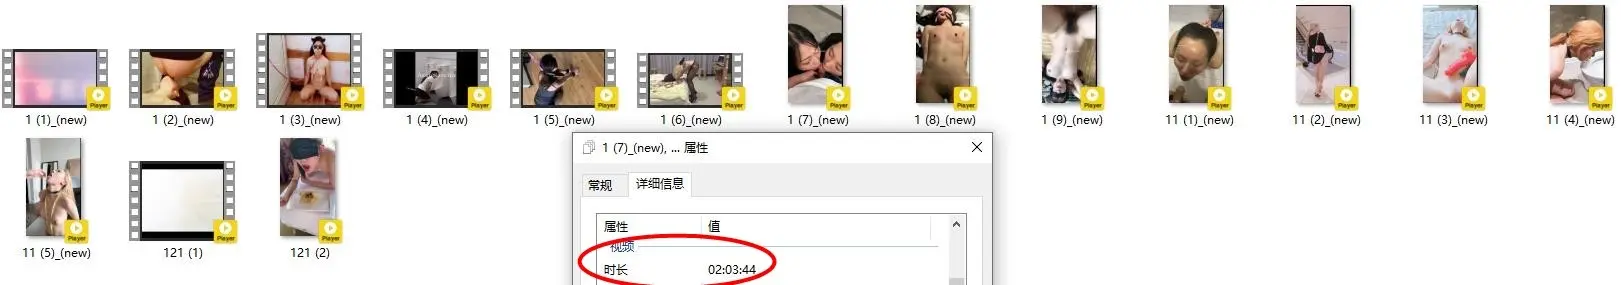 1 (1)_(new)
1 (2)_(new)
1 (3)_(new)
1 (4)_(new)
1 (5)_(new)
1 (6)_(new)
1 (7)_(new)
1 (8)_(new)
1 (9)_(new)
11 (1)_(new)
11 (2)_(new)
11 (3)_(new)
11 (4)_(new)
Player
Player
Player
Player
Player
Player
Player
Player
Player
Player
Player
Player
Player
11 (5)_(new)
121 (1)
121 (2)
Player
Player
Player
1 (7)_(new), ... 属性
常规
详细信息
属性
值
视频
时长
02:03:44